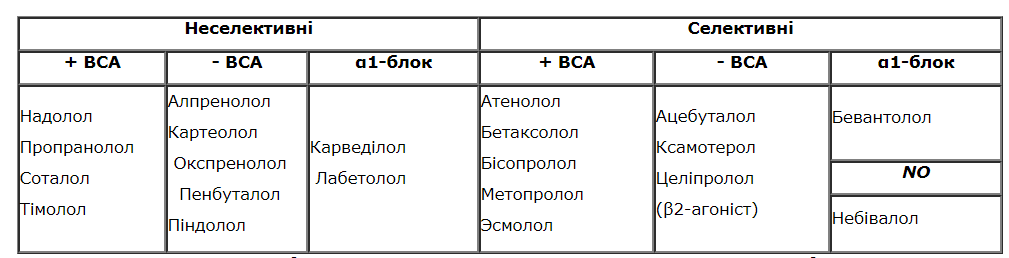 Неселективні
Селективні
+ ВСА
- ВСА
α1-блок
+ ВСА
- ВСА
α1-блок
Надолол
Пропранолол
Соталол
Тімолол
Алпренолол
Картеолол
Окспренолол
Пенбуталол
Піндолол
Карведілол
Лабетолол
Атенолол
Бетаксолол
Бісопролол
Метопролол
Эсмолол
Ацебуталол
Ксамотерол
Целіпролол
(β2-агоніст)
Бевантолол
NO
Небівалол